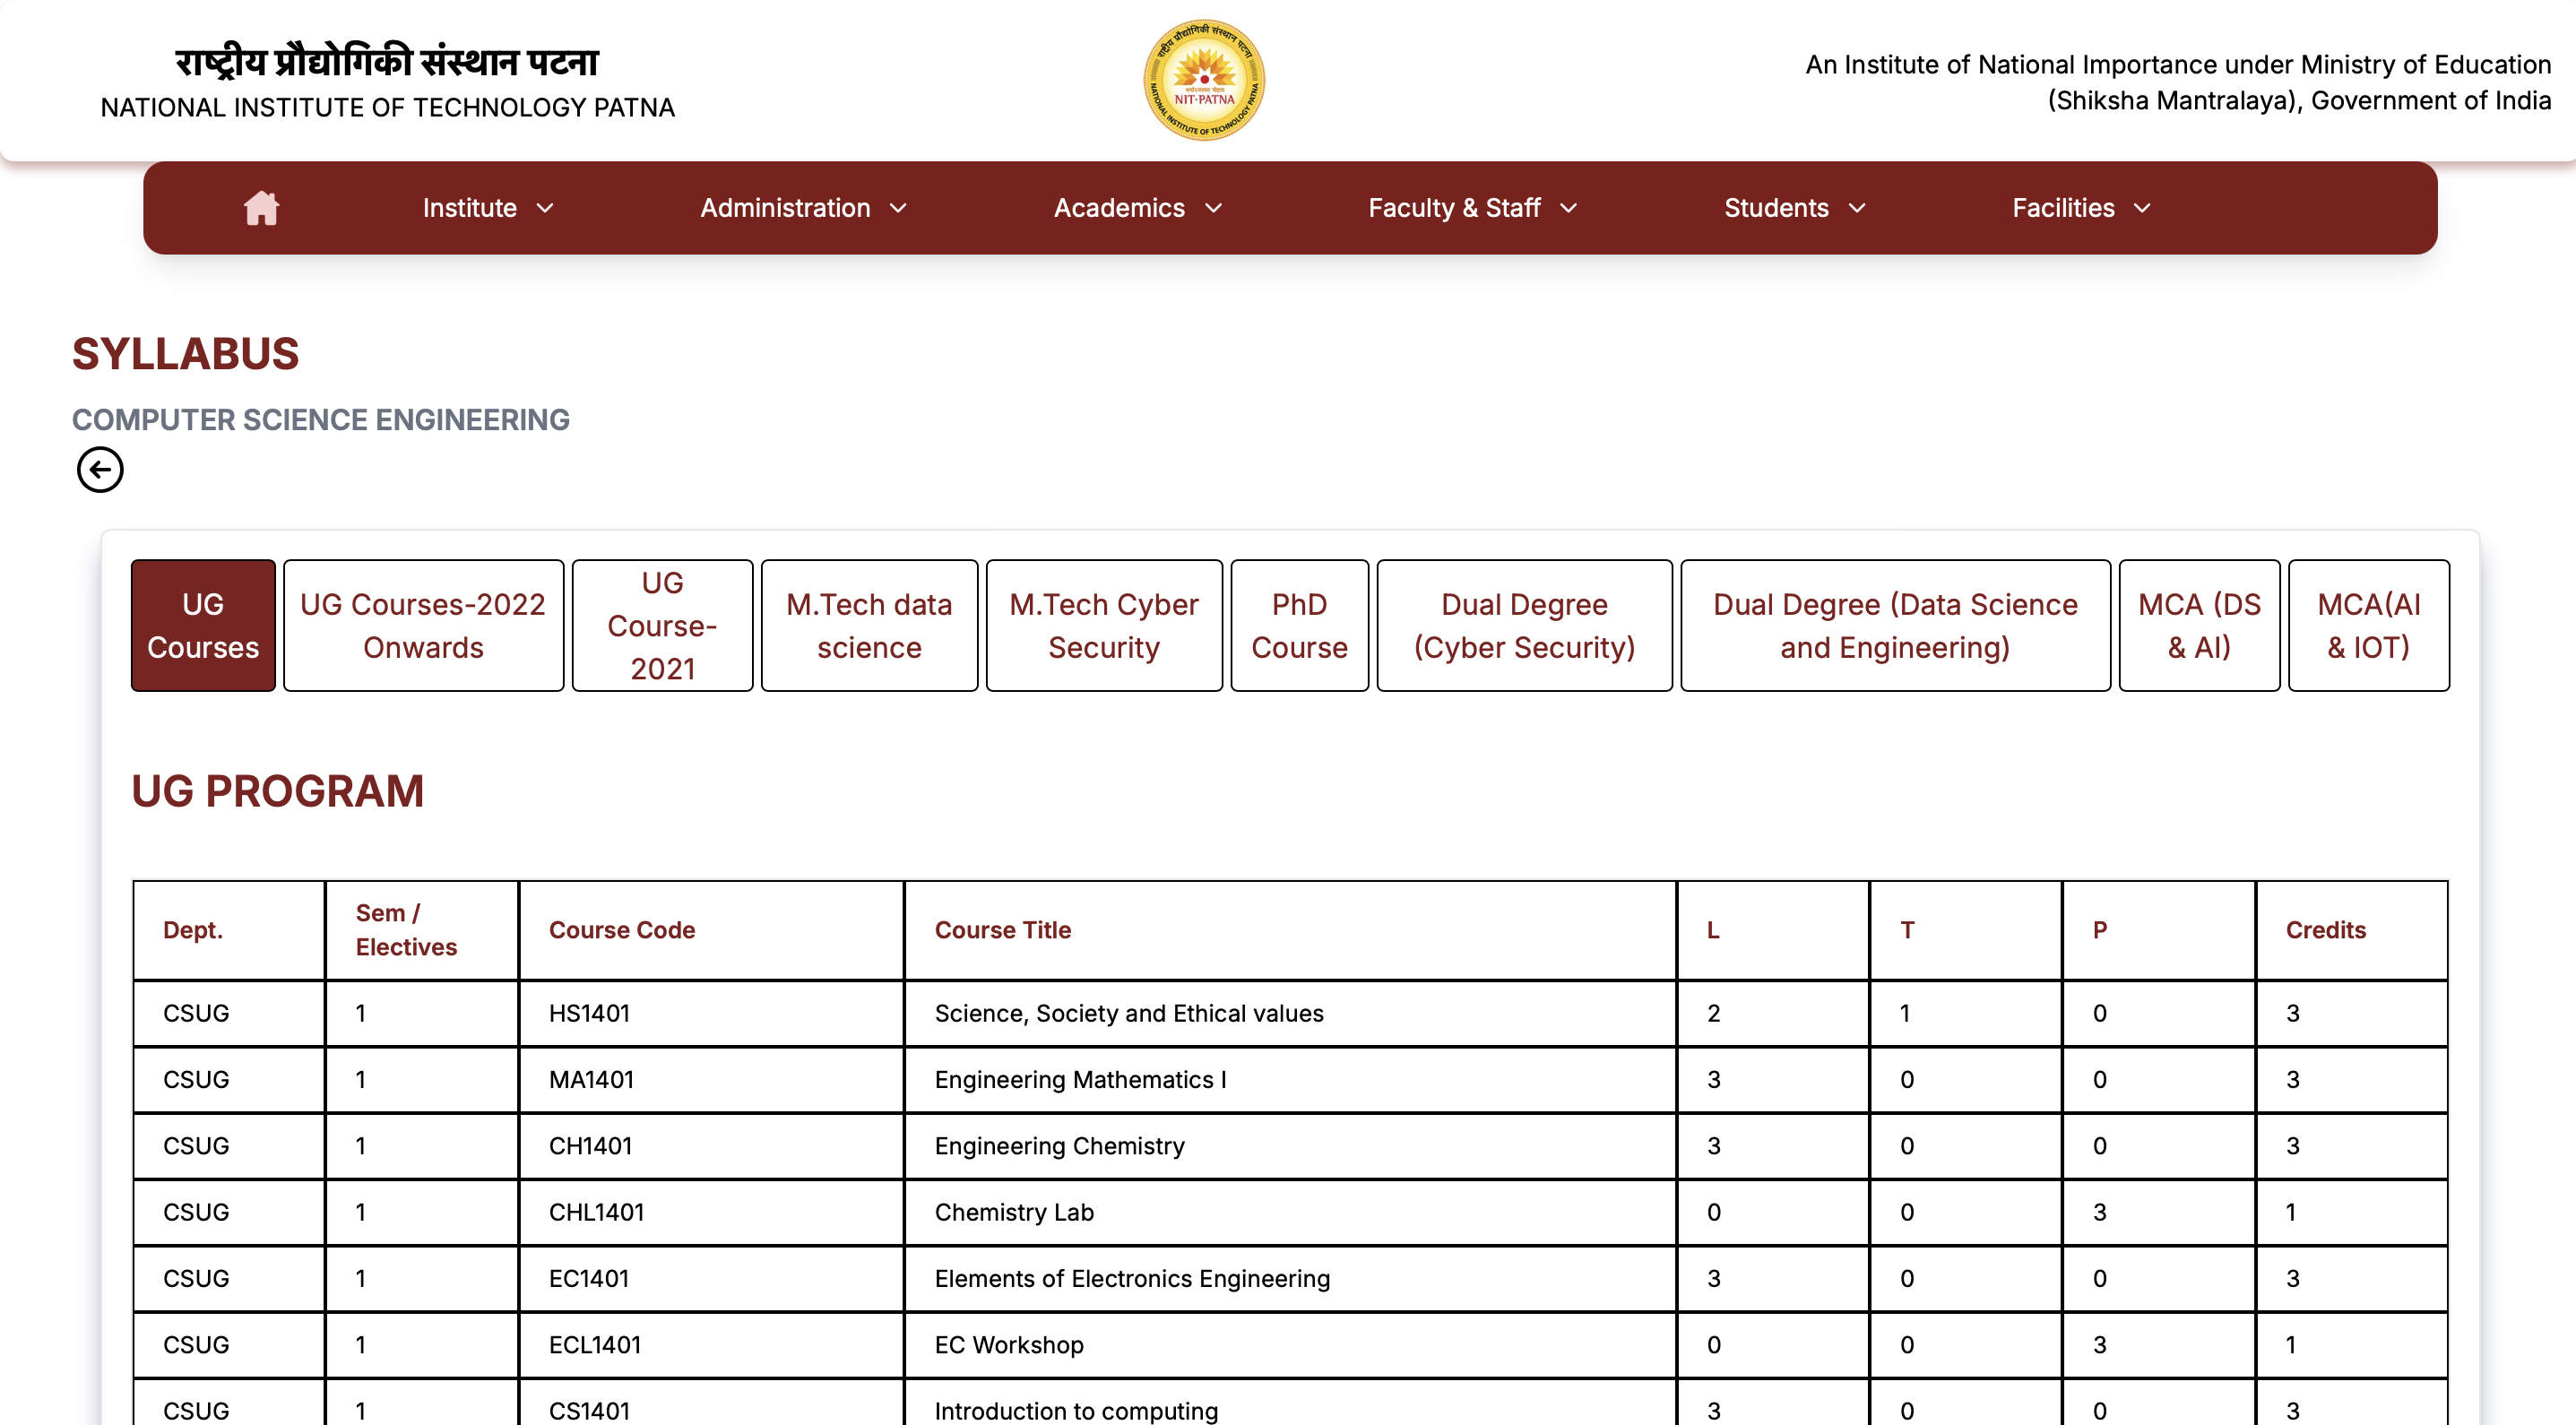 राष्ट्रीय प्रौद्योगिकी संस्थान पटना
NATIONAL INSTITUTE OF TECHNOLOGY PATNA
राष्ट्रीय प्रौद्योगिकी संस्थान पटना
NIT-PATNA
NATIONAL INSTITUTE OF TECHNOLOGY PATNA
An Institute of National Importance under Ministry of Education
(Shiksha Mantralaya), Government of India
Institute Administration Academics Faculty & Staff Students Facilities
SYLLABUS
COMPUTER SCIENCE ENGINEERING
UG
Courses
UG Courses-2022
Onwards
UG
Course-
2021
M.Tech data
science
M.Tech Cyber
Security
PhD
Course
Dual Degree
(Cyber Security)
Dual Degree (Data Science
and Engineering)
MCA (DS
& AI)
MCA(AI
& IOT)
UG PROGRAM
Dept. Sem / Electives Course Code Course Title L T P Credits
CSUG 1 HS1401 Science, Society and Ethical values 2 1 0 3
CSUG 1 MA1401 Engineering Mathematics I 3 0 0 3
CSUG 1 CH1401 Engineering Chemistry 3 0 0 3
CSUG 1 CHL1401 Chemistry Lab 0 0 3 1
CSUG 1 EC1401 Elements of Electronics Engineering 3 0 0 3
CSUG 1 ECL1401 EC Workshop 0 0 3 1
CSUG 1 CS1401 Introduction to computing 3 0 0 3